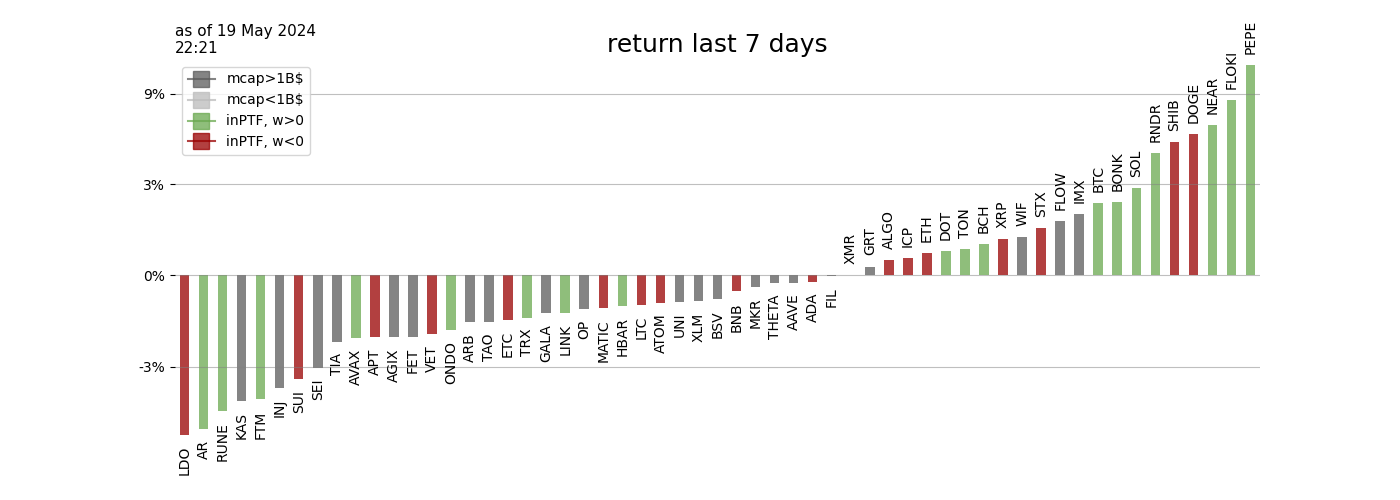 as of 19 May 2024
22:21
return last 7 days
mcap>1B$
mcap<1B$
inPTF, w>0
inPTF, w<0
9%
3%
0%
-3%
LDO
AR
RUNE
KAS
FTM
INJ
SUI
SEI
TIA
AVAX
APT
AGIX
FET
VET
ONDO
ARB
TAO
ETC
TRX
GALA
LINK
OP
MATIC
HBAR
LTC
ATOM
UNI
XLM
BSV
BNB
MKR
THETA
AAVE
ADA
FIL
XMR
GRT
ALGO
ICP
ETH
DOT
TON
BCH
XRP
WIF
STX
FLOW
IMX
BTC
BONK
SOL
RNDR
SHIB
DOGE
NEAR
FLOKI
PEPE